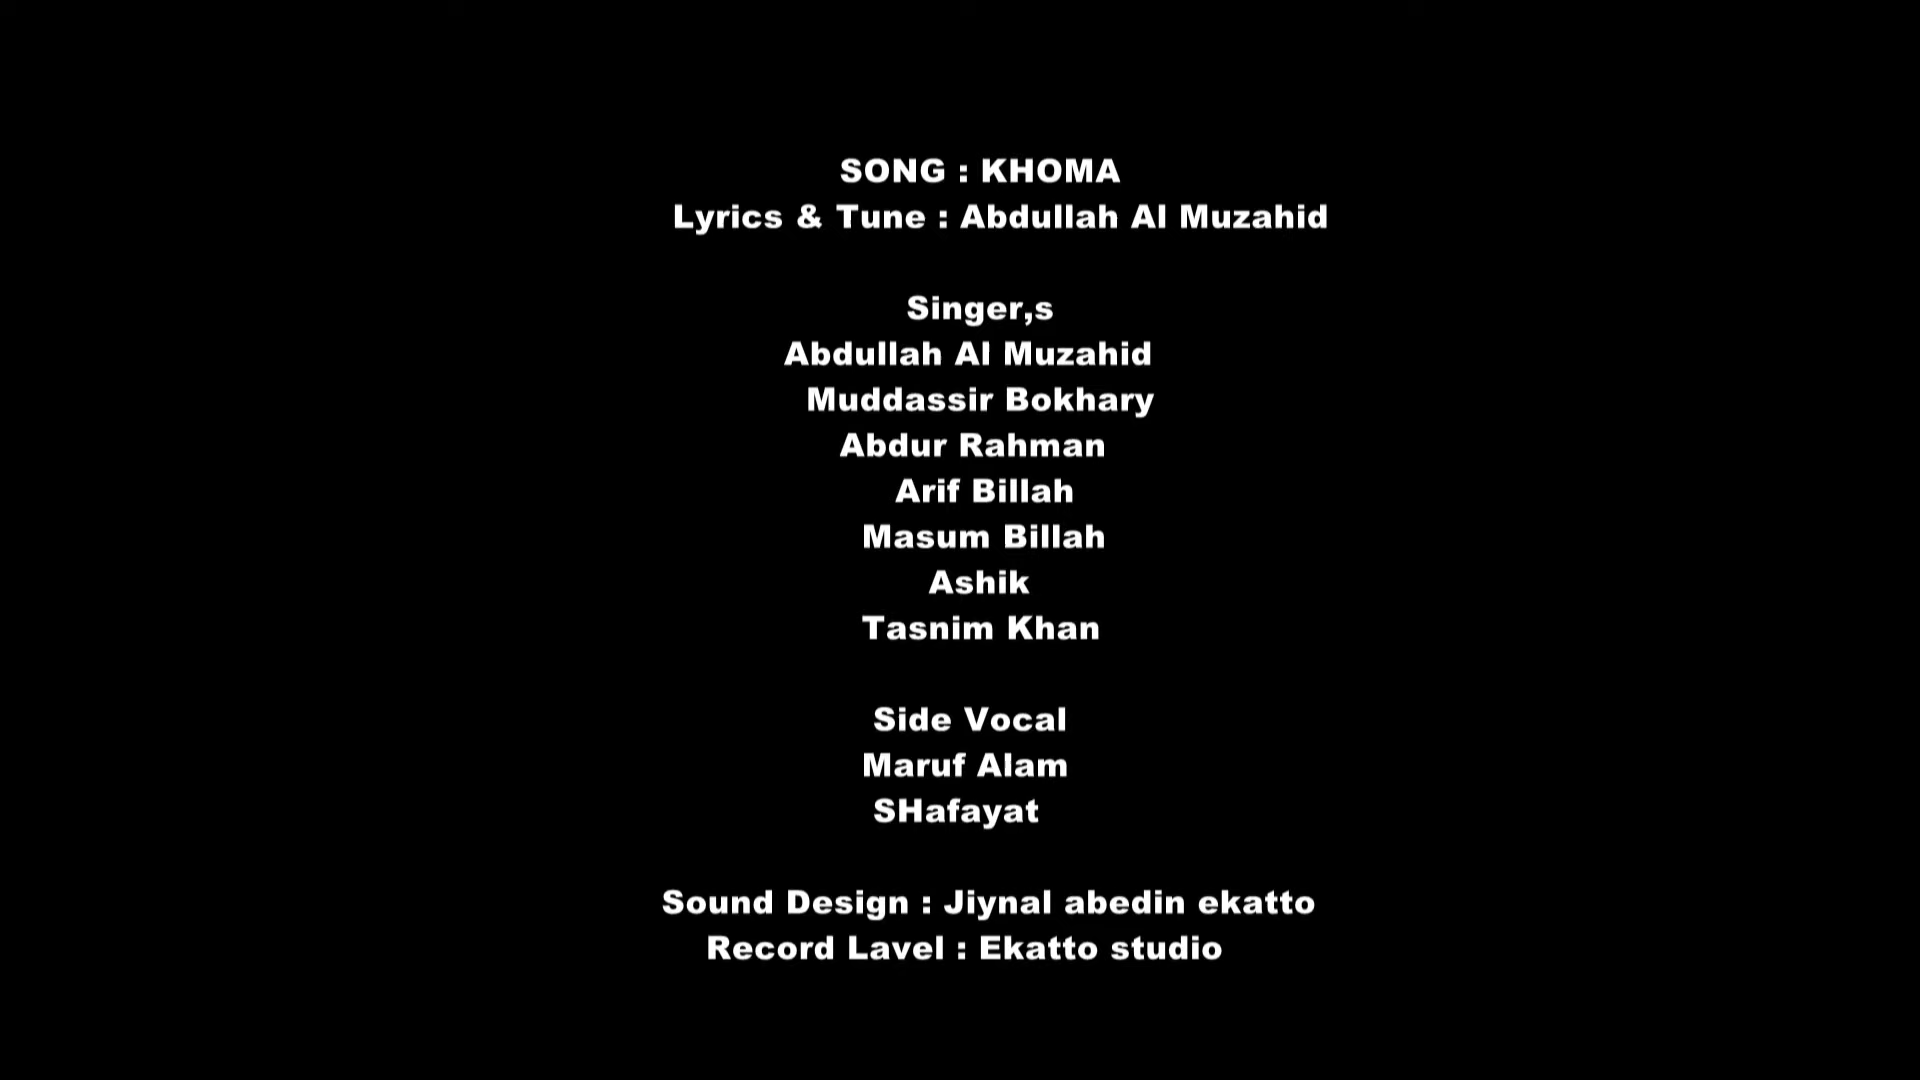 SONG : KHOMA
Lyrics & Tune : Abdullah Al Muzahid
Singer,s
Abdullah Al Muzahid
Muddassir Bokhary
Abdur Rahman
Arif Billah
Masum Billah
Ashik
Tasnim Khan
Side Vocal
Maruf Alam
SHafayat
Sound Design : Jiynal abedin ekatto
Record Lavel : Ekatto studio